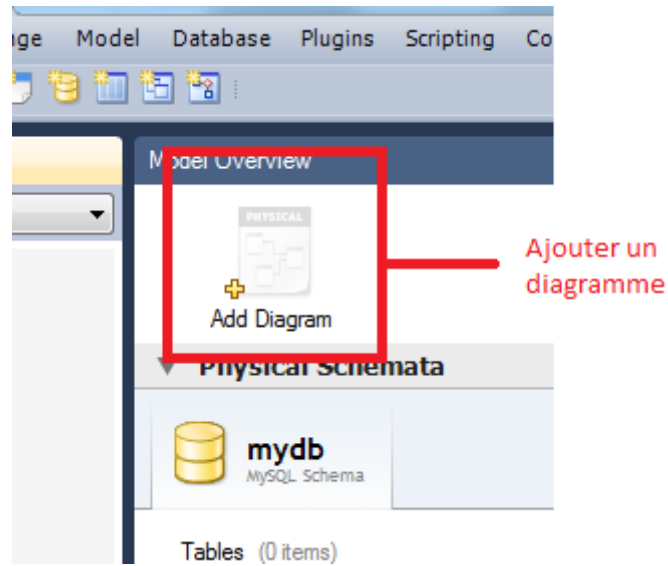 age Model Database Plugins Scripting Co
Model Overview
PHYSICAL
Add Diagram
Ajouter un
diagramme
Physical Schemata
mydb
MySQL Schema
Tables (0 items)